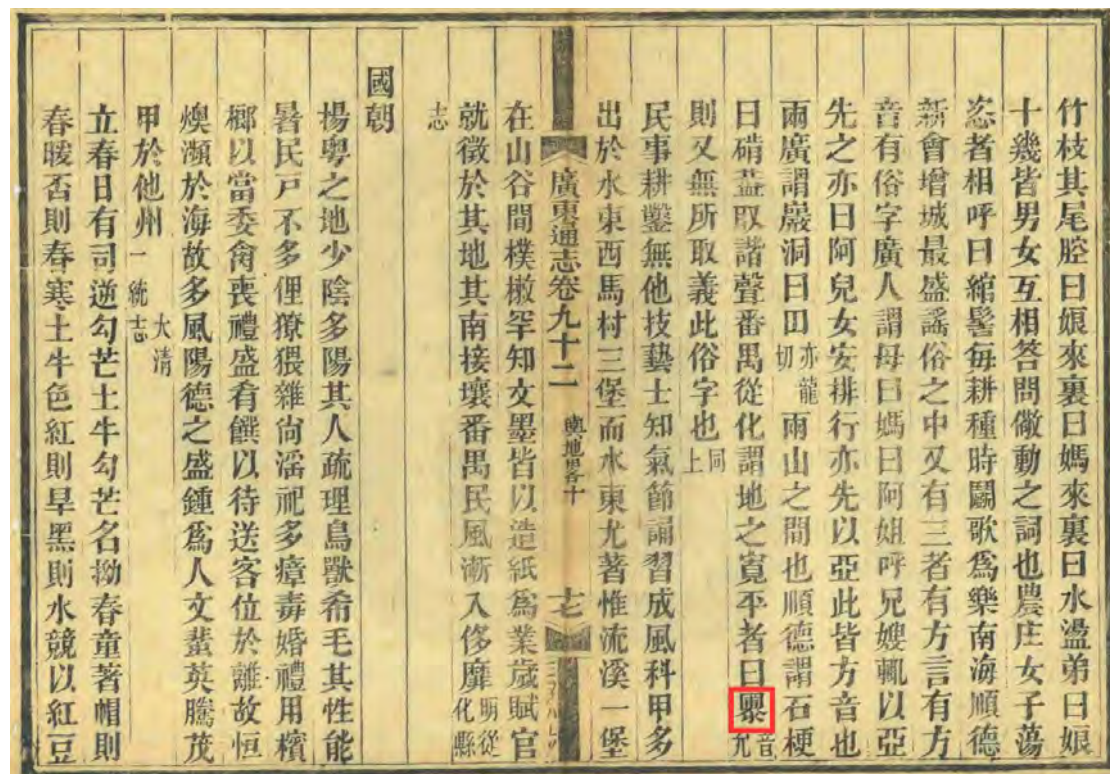 竹枝其尾腔曰娘來裏曰媽來裏曰水盪弟曰娘
十幾皆男女互相答問儆動之詞也農庄女子蕩
恣者相呼曰綰髻每耕種時鬭歌爲樂南海順德
新會增城最盛謠俗之中又有三者有方言有方
音有俗字廣人謂母曰媽曰阿姐呼兄嫂輒以亞
先之亦曰阿兒女安排行亦先以亞此皆方音也
兩廣謂巖洞曰𡆀亦龍切兩山之間也順德謂石梗
曰磆葢取諧聲番禺從化謂地之寬平者曰音允
則又無所取義此俗字也同上
民事耕鑿無他技藝士知氣節誦習成風科甲多
出於水東西馬村三堡而水東尤著惟流溪一堡
廣東通志卷九十二 輿地畧十 十七
在山谷間樸樕罕知文墨皆以造紙爲業歲賦官
就徵於其地其南接壤番禺民風漸入侈靡明從化縣
志
國朝
揚粵之地少陰多陽其人疏理鳥獸希毛其性能
暑民戶不多俚獠猥雜尚滛祀多瘴毒婚禮用檳
榔以當委禽喪禮盛肴饌以待送客位於離故恒
燠瀕於海故多風陽德之盛鍾爲人文蜚英騰茂
甲於他州大清一統志
立春日有司逆勾芒土牛勾芒名拗春童著帽則
春暖否則春寒土牛色紅則旱黑則水競以紅豆